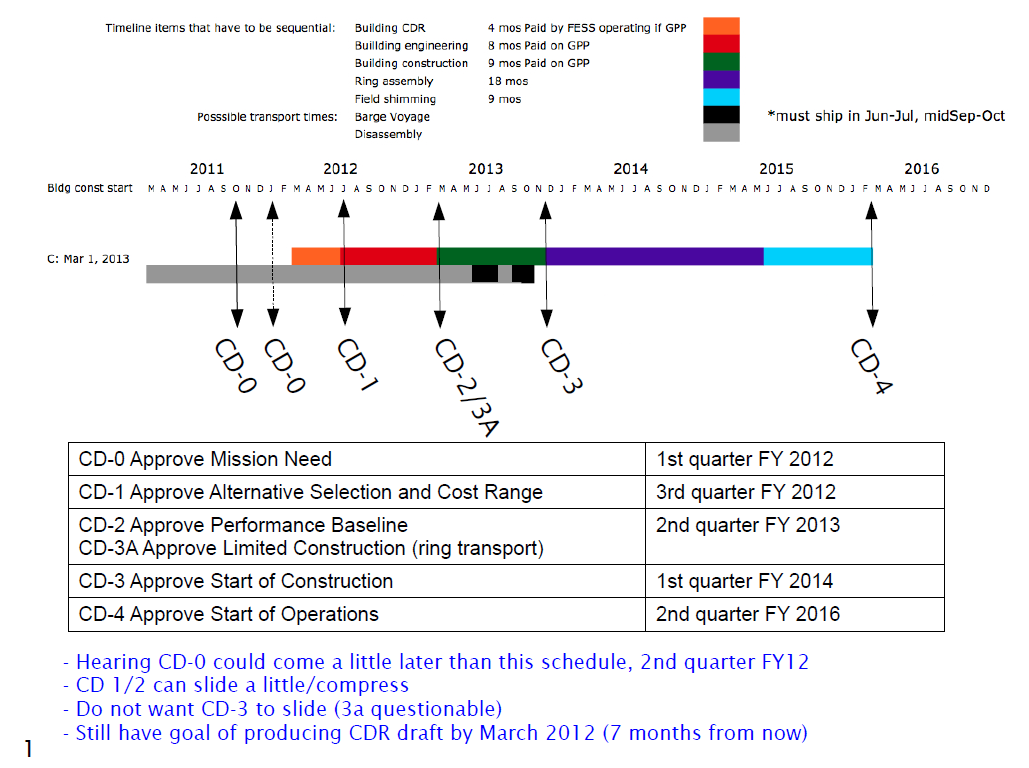 Timeline items that have to be sequential: Building CDR 4 mos Paid by FESS operating if GPP
Buillding engineering 8 mos Paid on GPP
Building construction 9 mos Paid on GPP
Ring assembly 18 mos
Field shimming 9 mos
Posssible transport times: Barge Voyage
Disassembly
*must ship in Jun-Jul, midSep-Oct
2011 2012 2013 2014 2015 2016
Bldg const start M A M J J A S O N D J F M A M J J A S O N D J F M A M J J A S O N D J F M A M J J A S O N D J F M A M J J A S O N D J F M A M J J A S O N D
C: Mar 1, 2013
CD-0 CD-0 CD-1 CD-2/3A CD-3 CD-4
CD-0 Approve Mission Need 1st quarter FY 2012
CD-1 Approve Alternative Selection and Cost Range 3rd quarter FY 2012
CD-2 Approve Performance Baseline 2nd quarter FY 2013
CD-3A Approve Limited Construction (ring transport)
CD-3 Approve Start of Construction 1st quarter FY 2014
CD-4 Approve Start of Operations 2nd quarter FY 2016
- Hearing CD-0 could come a little later than this schedule, 2nd quarter FY12
- CD 1/2 can slide a little/compress
- Do not want CD-3 to slide (3a questionable)
- Still have goal of producing CDR draft by March 2012 (7 months from now)
1